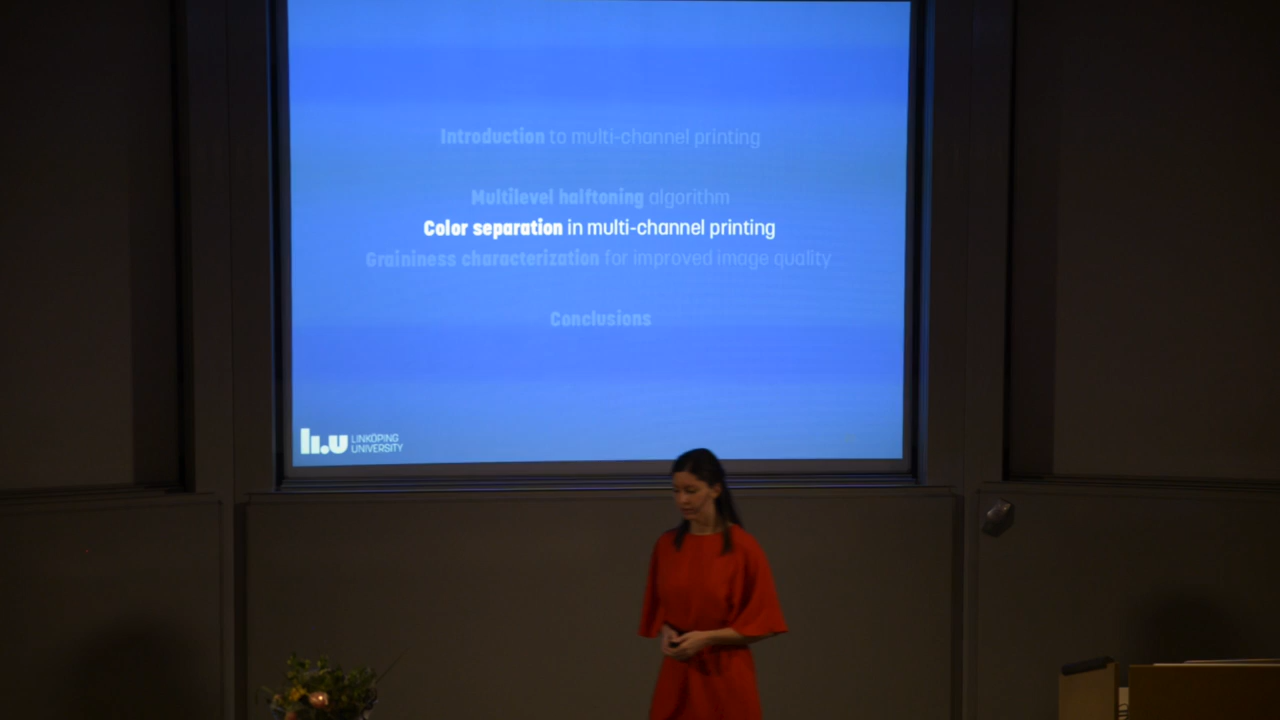 Introduction to multi-channel printing
Multilevel halftoning algorithm
Color separation in multi-channel printing
Graininess characterization for improved image quality
Conclusions
li.u LINKÖPING
UNIVERSITY